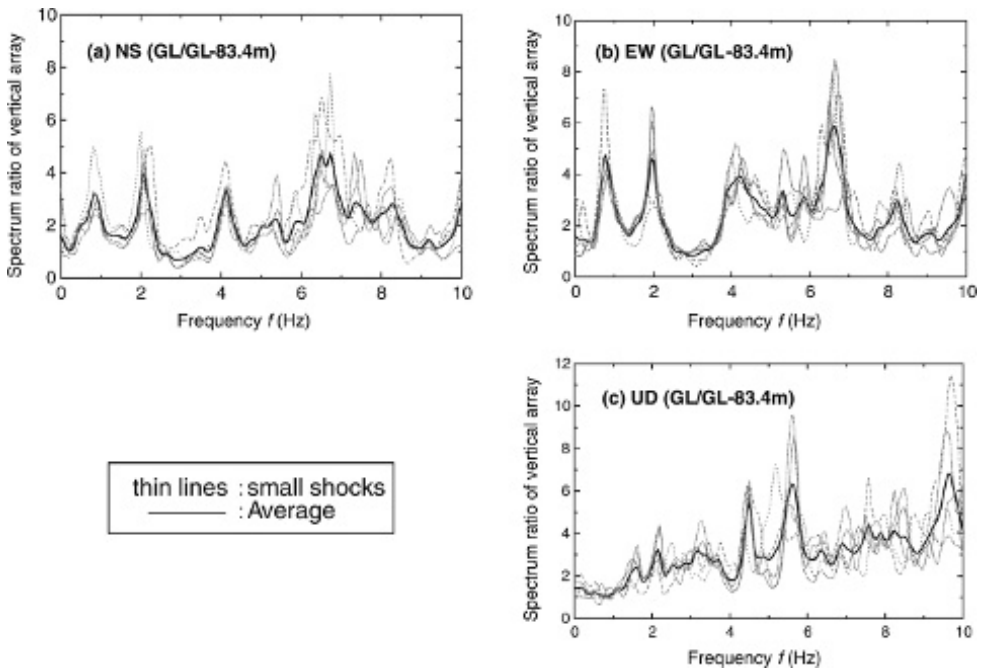 (a) NS (GL/GL-83.4m)
Spectrum ratio of vertical array
10
8
6
4
2
0
0 2 4 6 8 10
Frequency f (Hz)
(b) EW (GL/GL-83.4m)
Spectrum ratio of vertical array
10
8
6
4
2
0
0 2 4 6 8 10
Frequency f (Hz)
thin lines : small shocks
: Average
(c) UD (GL/GL-83.4m)
Spectrum ratio of vertical array
12
10
8
6
4
2
0
0 2 4 6 8 10
Frequency f (Hz)